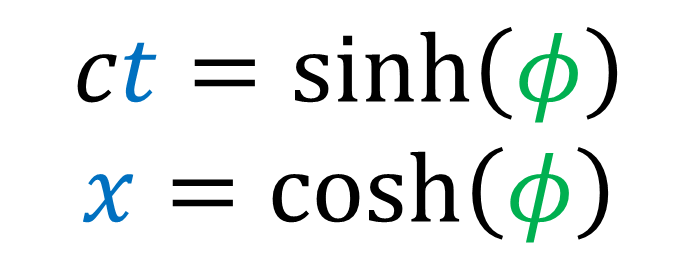 ct = sinh(ϕ)
x = cosh(ϕ)